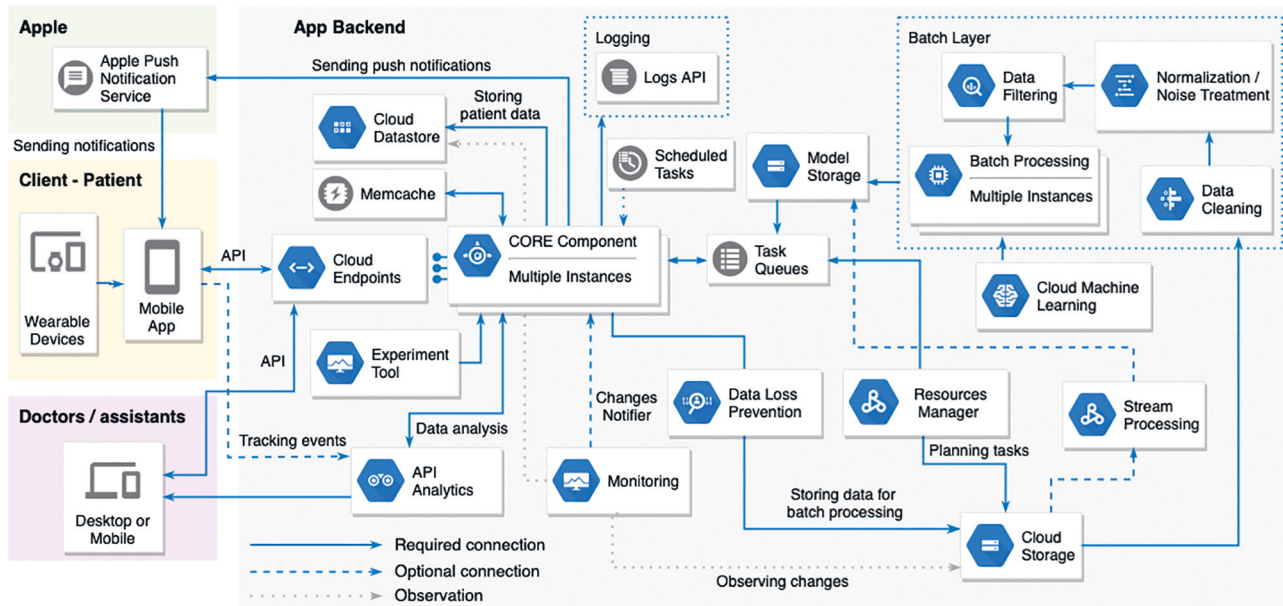 Apple
Apple Push
Notification
Service
Sending notifications
Client - Patient
Wearable
Devices
Mobile
App
API
API
Doctors / assistants
Desktop or
Mobile
Tracking events
App Backend
Sending push notifications
Storing
patient data
Cloud
Datastore
Memcache
Cloud
Endpoints
Experiment
Tool
Data analysis
API
Analytics
CORE Component
Multiple Instances
Logging
Logs API
Scheduled
Tasks
Model
Storage
Task
Queues
Changes
Notifier
Monitoring
Data Loss
Prevention
Storing data for
batch processing
Resources
Manager
Planning tasks
Cloud
Storage
Observing changes
Stream
Processing
Batch Layer
Data
Filtering
Normalization /
Noise Treatment
Batch Processing
Multiple Instances
Data
Cleaning
Cloud Machine
Learning
Required connection
Optional connection
Observation